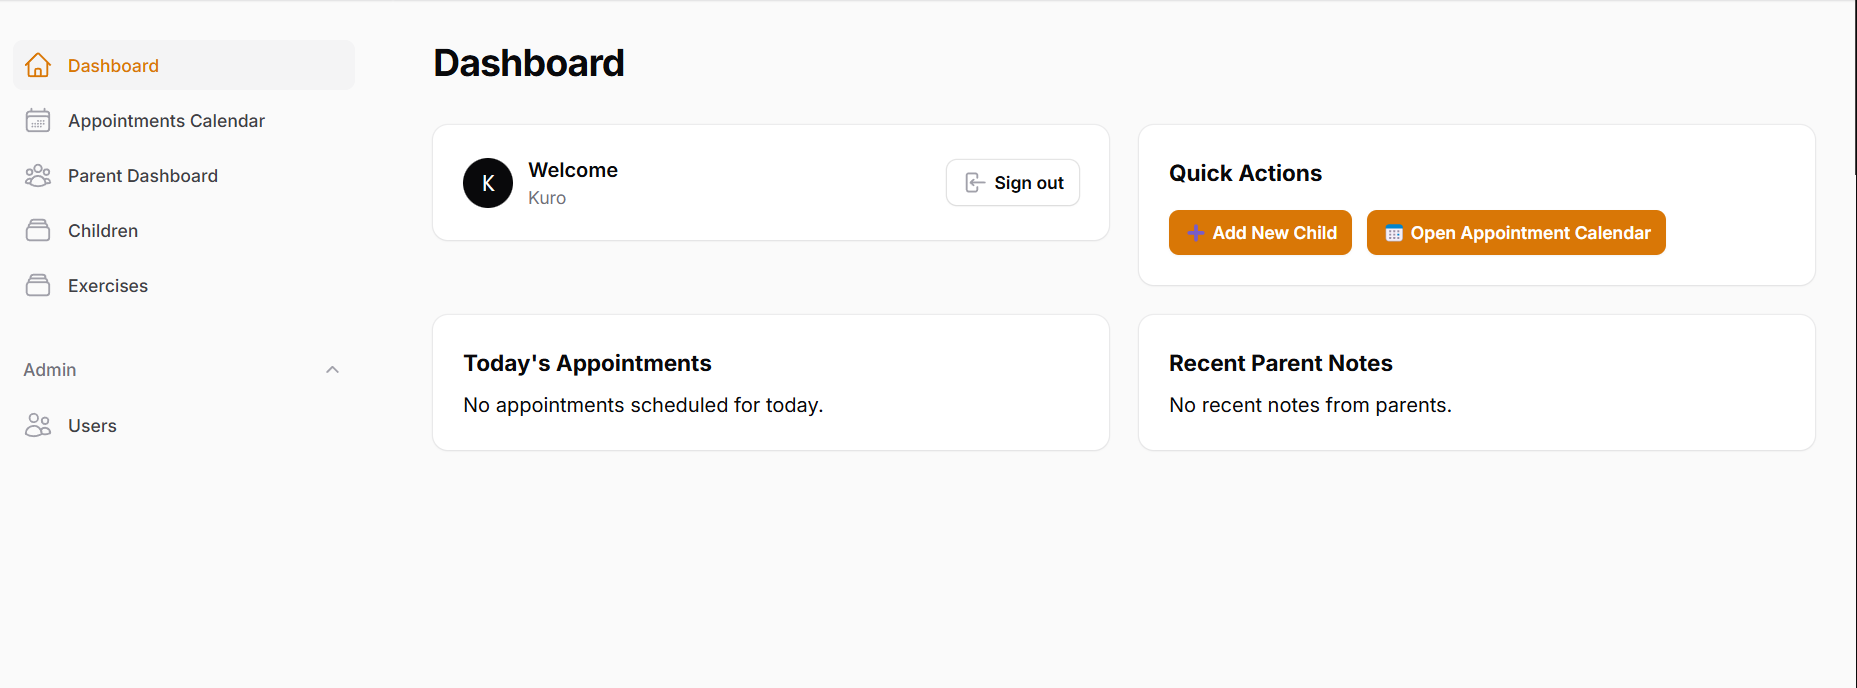 Dashboard
Appointments Calendar
Parent Dashboard
Children
Exercises
Admin
Users
Dashboard
K
Welcome
Kuro
Sign out
Quick Actions
Add New Child
Open Appointment Calendar
Today's Appointments
No appointments scheduled for today.
Recent Parent Notes
No recent notes from parents.